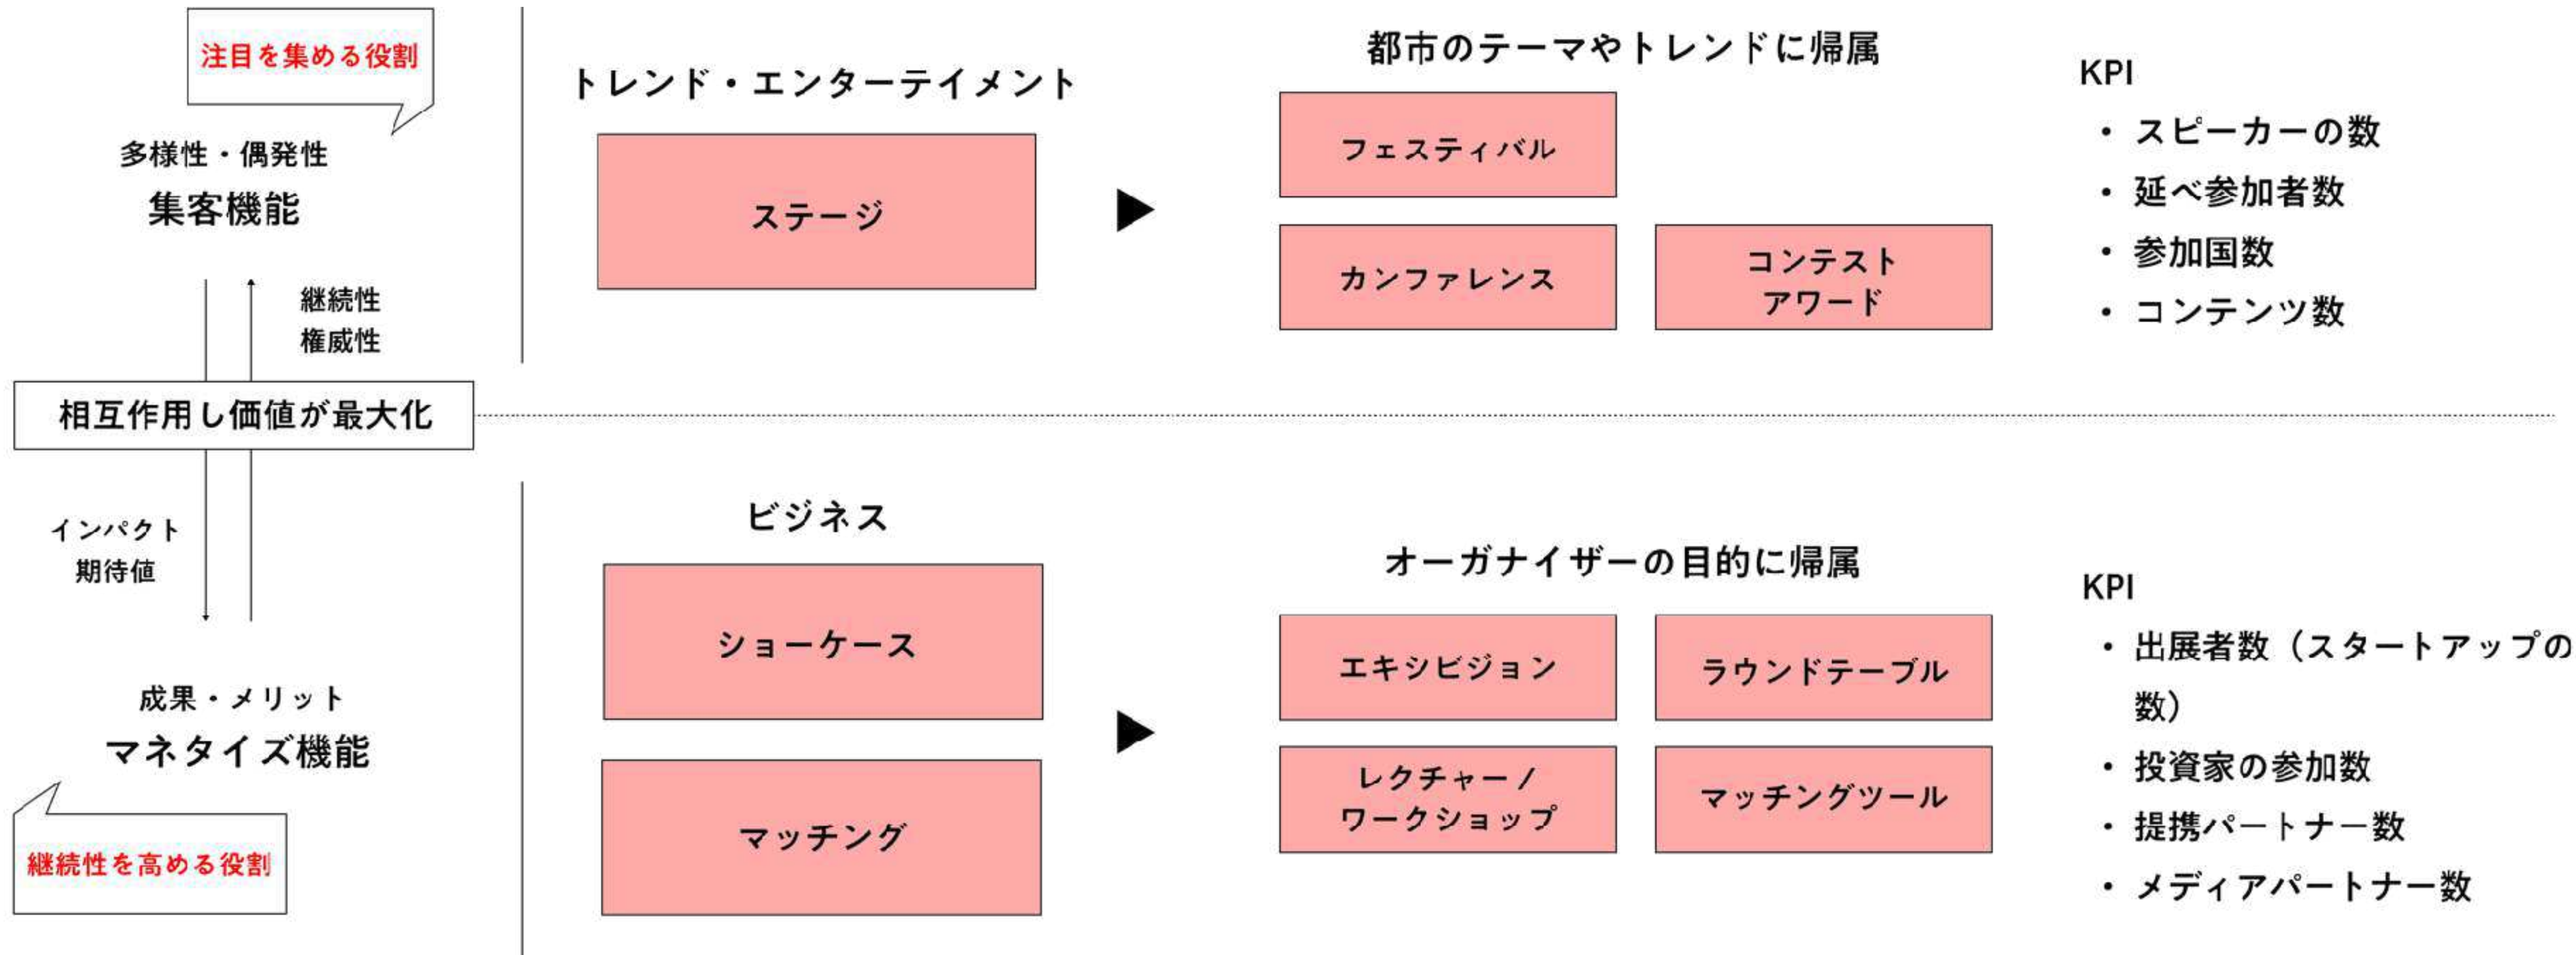 注目を集める役割
多様性・偶発性
集客機能
継続性
権威性
相互作用し価値が最大化
インパクト
期待値
成果・メリット
マネタイズ機能
継続性を高める役割
トレンド・エンターテイメント
ステージ
都市のテーマやトレンドに帰属
フェスティバル
カンファレンス
コンテスト
アワード
KPI
・ スピーカーの数
・ 延べ参加者数
・ 参加国数
・ コンテンツ数
ビジネス
ショーケース
マッチング
オーガナイザーの目的に帰属
エキシビジョン
ラウンドテーブル
レクチャー /
ワークショップ
マッチングツール
KPI
・ 出展者数（スタートアップの
数）
・ 投資家の参加数
・ 提携パートナー数
・ メディアパートナー数